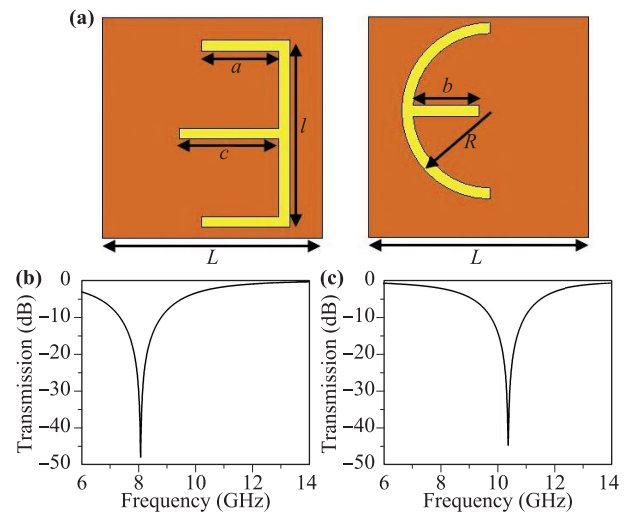 (a)
a
l
c
L
b
R
L
(b)
0
−10
−20
−30
−40
−50
Transmission (dB)
6 8 10 12 14
Frequency (GHz)
(c)
0
−10
−20
−30
−40
−50
Transmission (dB)
6 8 10 12 14
Frequency (GHz)